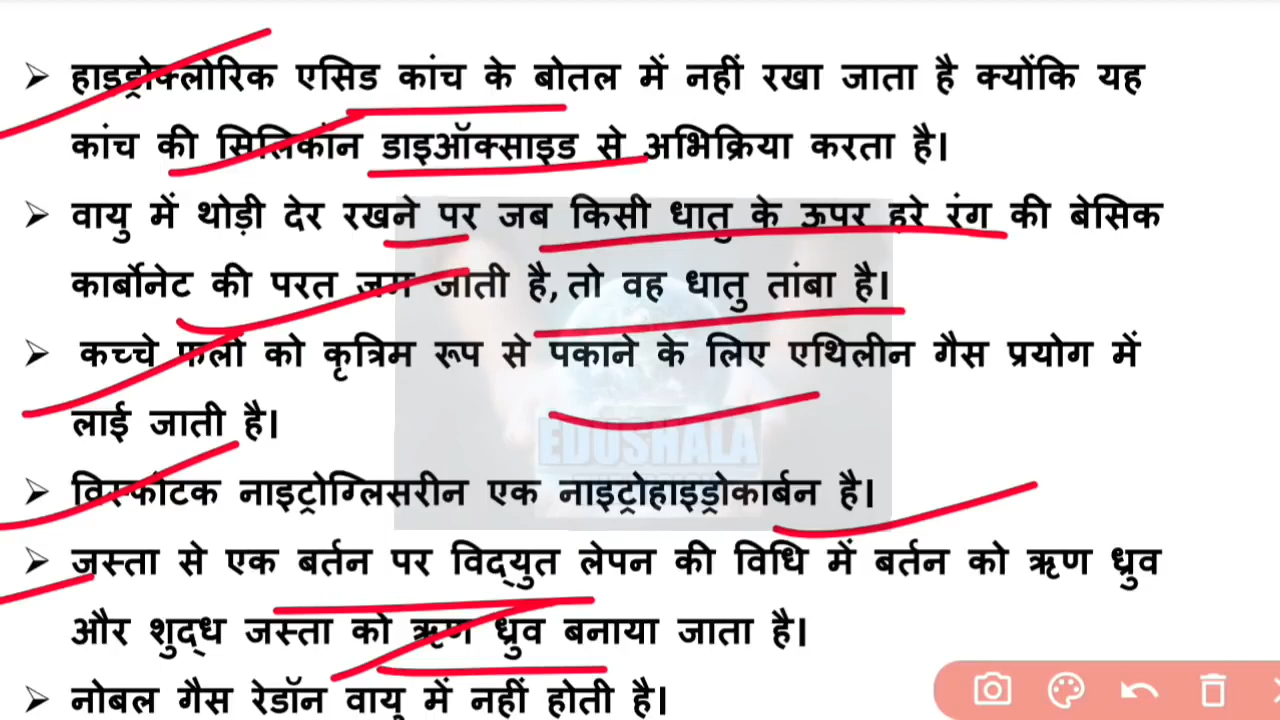 ➢ हाइड्रोक्लोरिक एसिड कांच के बोतल में नहीं रखा जाता है क्योंकि यह
कांच की सिलिकॉन डाइऑक्साइड से अभिक्रिया करता है।
➢ वायु में थोड़ी देर रखने पर जब किसी धातु के ऊपर हरे रंग की बेसिक
कार्बोनेट की परत जम जाती है, तो वह धातु तांबा है।
➢ कच्चे फलों को कृत्रिम रूप से पकाने के लिए एथिलीन गैस प्रयोग में
लाई जाती है।
EDUSHALA
➢ विस्फोटक नाइट्रोग्लिसरीन एक नाइट्रोहाइड्रोकार्बन है।
➢ जस्ता से एक बर्तन पर विद्युत लेपन की विधि में बर्तन को ऋण ध्रुव
और शुद्ध जस्ता को ऋण ध्रुव बनाया जाता है।
➢ नोबल गैस रेडॉन वायु में नहीं होती है।